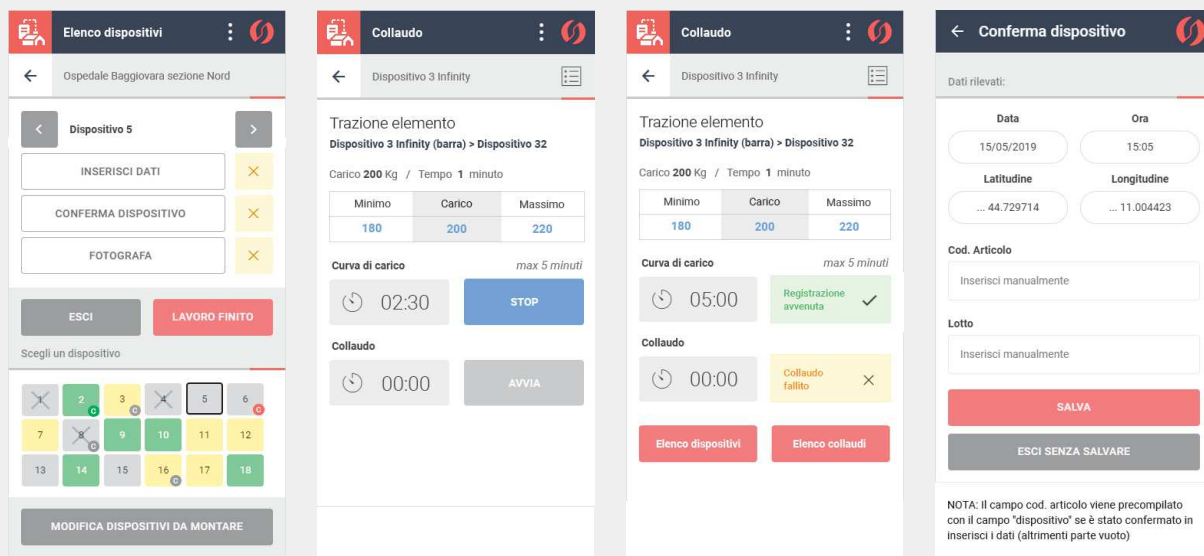 Elenco dispositivi
Ospedale Baggiovara sezione Nord
Dispositivo 5
INSERISCI DATI
CONFERMA DISPOSITIVO
FOTOGRAFA
ESCI LAVORO FINITO
Scegli un dispositivo
1 2 C 3 C 4 5 6 C
7 8 C 9 10 11 12
13 14 15 16 C 17 18
MODIFICA DISPOSITIVI DA MONTARE
Collaudo
Dispositivo 3 Infinity
Trazione elemento
Dispositivo 3 Infinity (barra) > Dispositivo 32
Carico 200 Kg / Tempo 1 minuto
Minimo Carico Massimo
180 200 220
Curva di carico max 5 minuti
02:30 STOP
Collaudo
00:00 AVVIA
Collaudo
Dispositivo 3 Infinity
Trazione elemento
Dispositivo 3 Infinity (barra) > Dispositivo 32
Carico 200 Kg / Tempo 1 minuto
Minimo Carico Massimo
180 200 220
Curva di carico max 5 minuti
05:00 Registrazione
avvenuta
Collaudo
00:00 Collaudo
fallito
Elenco dispositivi Elenco collaudi
Conferma dispositivo
Dati rilevati:
Data Ora
15/05/2019 15:05
Latitudine Longitudine
... 44.729714 ... 11.004423
Cod. Articolo
Inserisci manualmente
Lotto
Inserisci manualmente
SALVA
ESCI SENZA SALVARE
NOTA: Il campo cod. articolo viene precompilato
con il campo "dispositivo" se è stato confermato in
inserisci i dati (altrimenti parte vuoto)